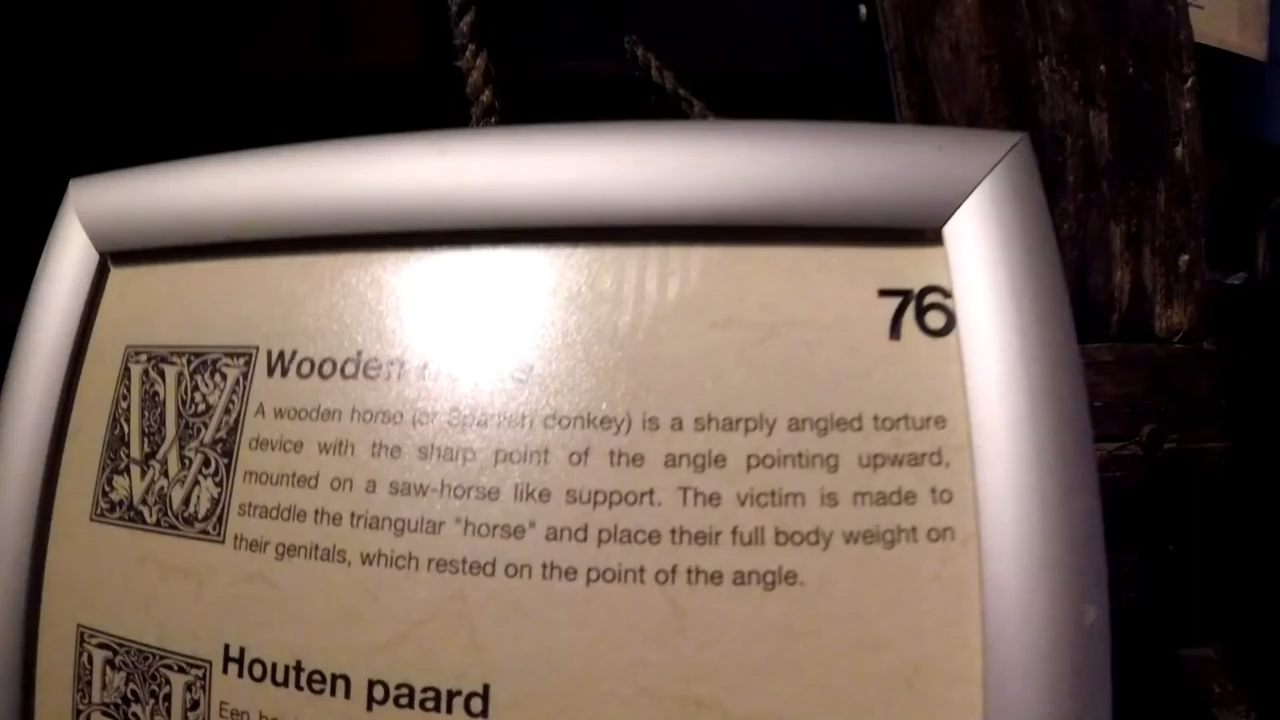 76
Wooden
A wooden horse (or Spanish donkey) is a sharply angled torture
device with the sharp point of the angle pointing upward,
mounted on a saw-horse like support. The victim is made to
straddle the triangular "horse" and place their full body weight on
their genitals, which rested on the point of the angle.
Houten paard
Een